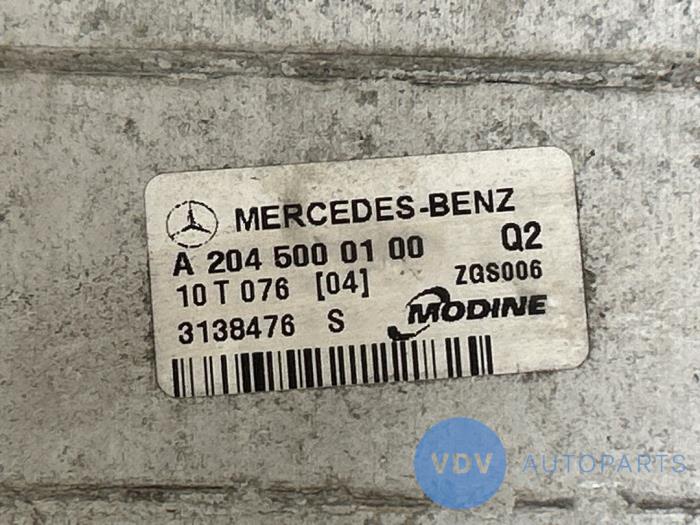 MERCEDES-BENZ
A 204 500 01 00 Q2
10 T 076 [04] ZGS006
3138476 S MODINE
VDV AUTOPARTS